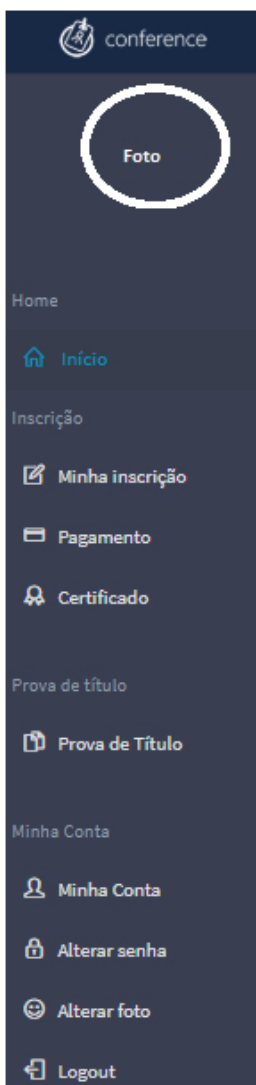 conference
Foto
Home
Início
Inscrição
Minha inscrição
Pagamento
Certificado
Prova de título
Prova de Título
Minha Conta
Minha Conta
Alterar senha
Alterar foto
Logout